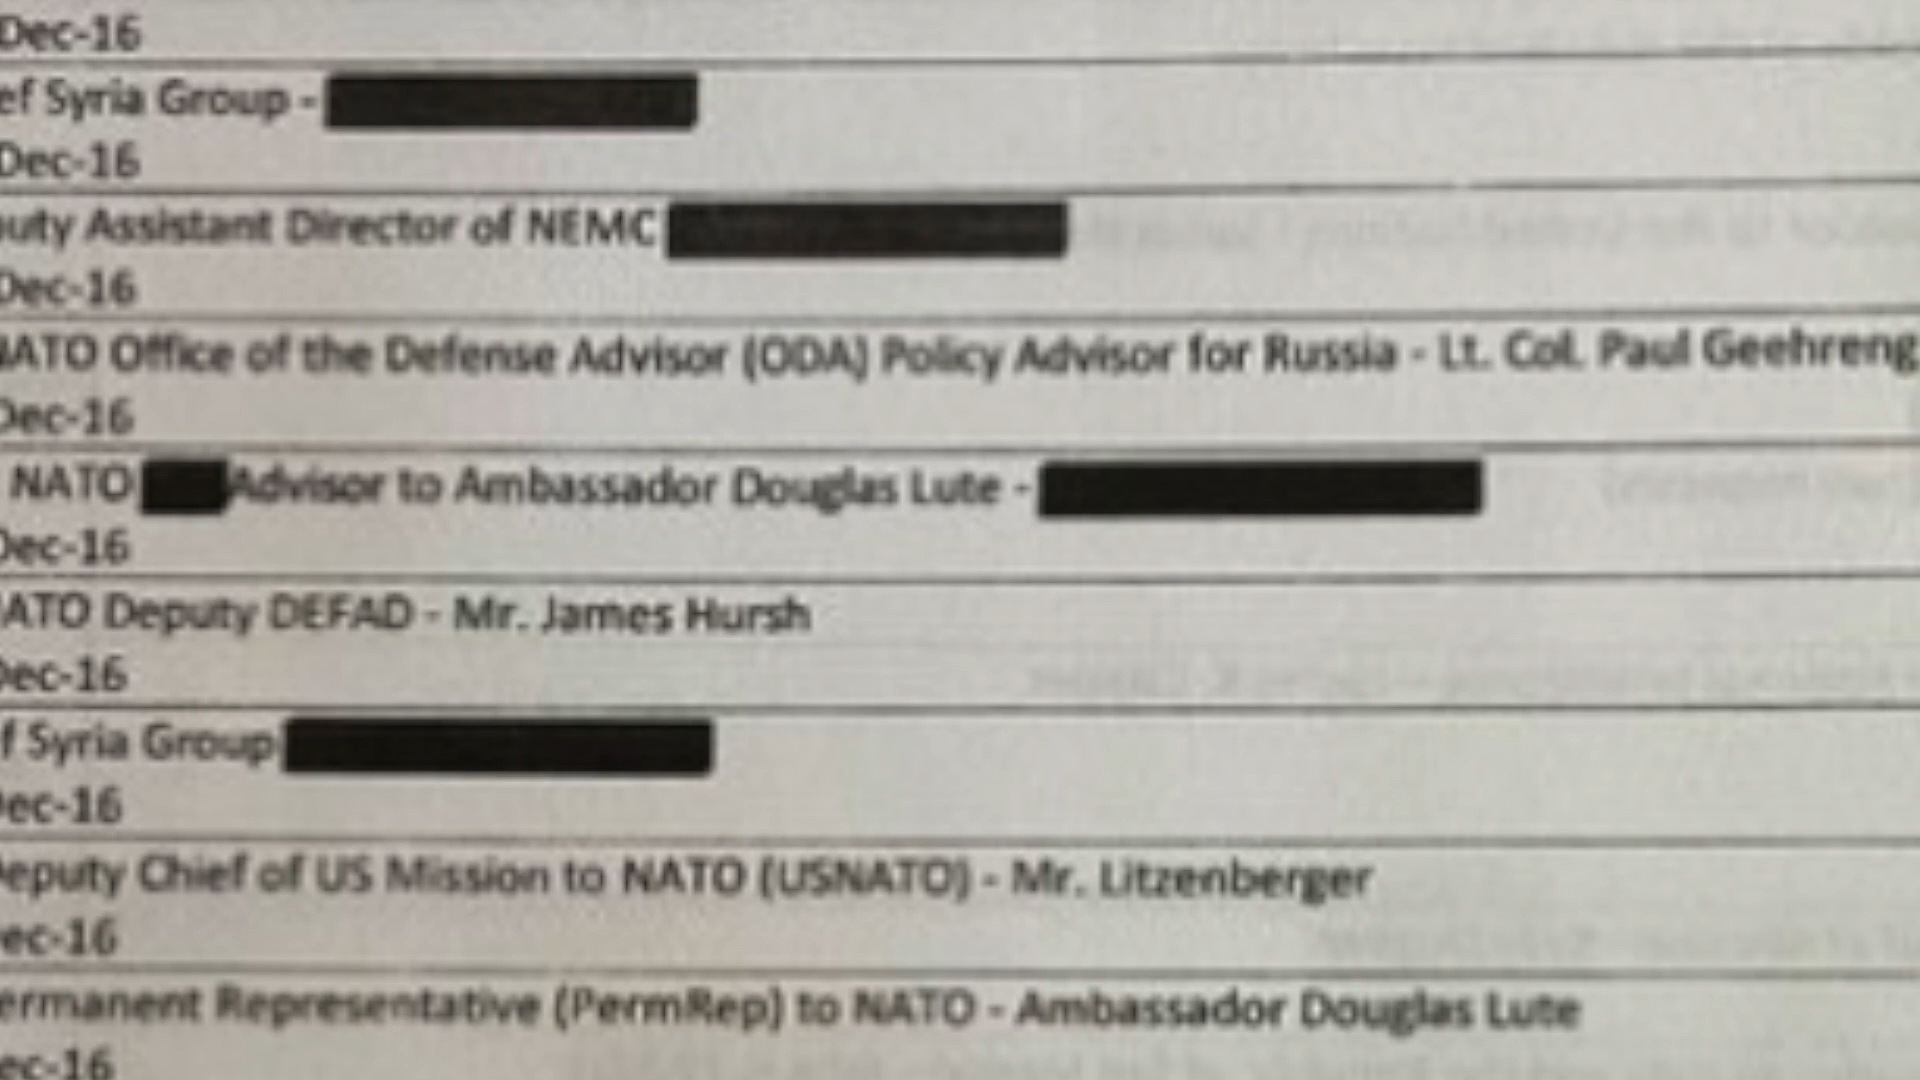 Dec-16
ef Syria Group -
Dec-16
uty Assistant Director of NEMC
Dec-16
NATO Office of the Defense Advisor (ODA) Policy Advisor for Russia - Lt. Col. Paul Geehreng
Dec-16
NATO Advisor to Ambassador Douglas Lute -
Dec-16
ATO Deputy DEFAD - Mr. James Hursh
Dec-16
f Syria Group
ec-16
eputy Chief of US Mission to NATO (USNATO) - Mr. Litzenberger
ec-16
ermanent Representative (PermRep) to NATO - Ambassador Douglas Lute
ec-16